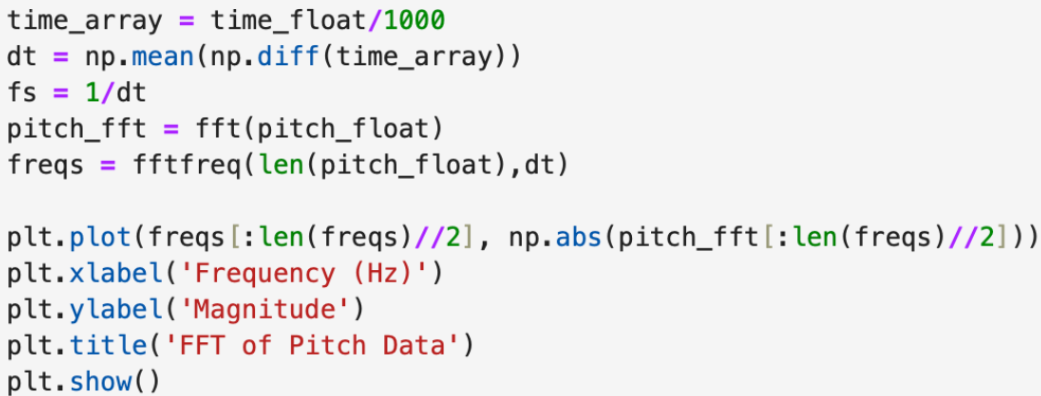 time_array = time_float/1000
dt = np.mean(np.diff(time_array))
fs = 1/dt
pitch_fft = fft(pitch_float)
freqs = fftfreq(len(pitch_float),dt)
plt.plot(freqs[:len(freqs)//2], np.abs(pitch_fft[:len(freqs)//2]))
plt.xlabel('Frequency (Hz)')
plt.ylabel('Magnitude')
plt.title('FFT of Pitch Data')
plt.show()